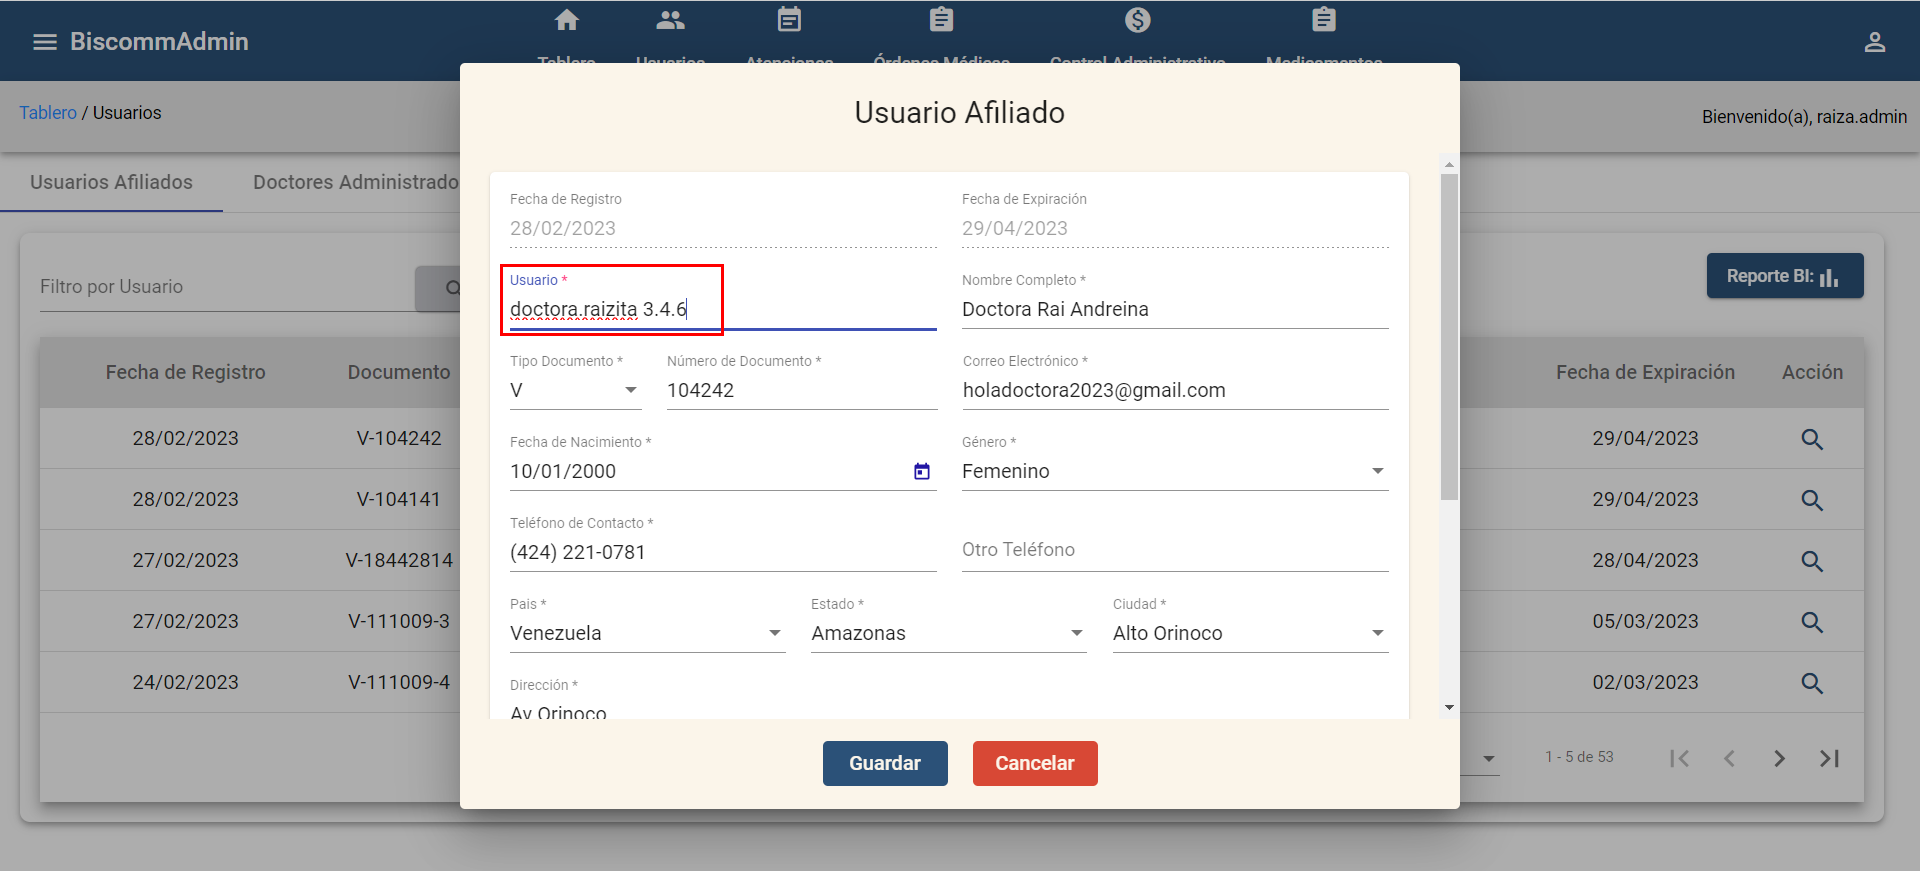 BiscommAdmin
Tablero Usuarios Atenciones Órdenes Médicas Control Administrativo Medicamentos
Tablero / Usuarios
Bienvenido(a), raiza.admin
Usuarios Afiliados
Doctores Administrado
Filtro por Usuario
Reporte BI:
Fecha de Registro Documento Fecha de Expiración Acción
28/02/2023 V-104242 29/04/2023
28/02/2023 V-104141 29/04/2023
27/02/2023 V-18442814 28/04/2023
27/02/2023 V-111009-3 05/03/2023
24/02/2023 V-111009-4 02/03/2023
1 - 5 de 53
Usuario Afiliado
Fecha de Registro Fecha de Expiración
28/02/2023 29/04/2023
Usuario * Nombre Completo *
doctora.raizita 3.4.6 Doctora Rai Andreina
Tipo Documento * Número de Documento * Correo Electrónico *
V 104242 holadoctora2023@gmail.com
Fecha de Nacimiento * Género *
10/01/2000 Femenino
Teléfono de Contacto *
(424) 221-0781 Otro Teléfono
Pais * Estado * Ciudad *
Venezuela Amazonas Alto Orinoco
Dirección *
Av Orinoco
Guardar Cancelar